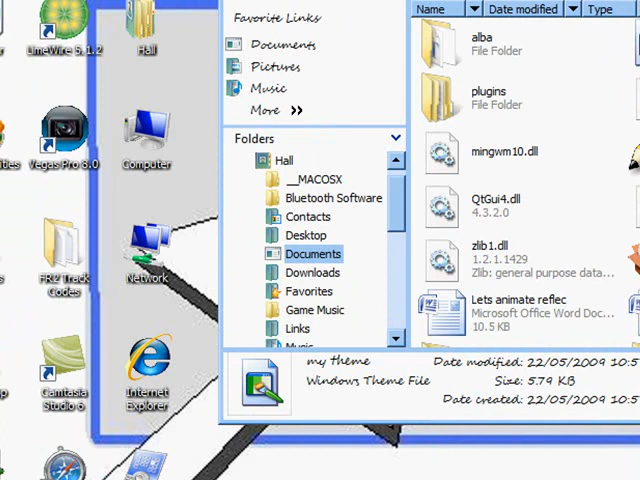 LimeWire 5.1.2
Hall
Vegas Pro 8.0
Computer
FRI2 Track
Codes
Network
Camtasia
Studio 6
Internet
Explorer
Favorite Links
Documents
Pictures
Music
More
Folders
Hall
__MACOSX
Bluetooth Software
Contacts
Desktop
Documents
Downloads
Favorites
Game Music
Links
Music
Name
Date modified
Type
alba
File Folder
plugins
File Folder
mingwm10.dll
QtGui4.dll
4.3.2.0
zlib1.dll
1.2.1.1429
Zlib: general purpose data...
Lets animate reflec
Microsoft Office Word Doc...
10.5 KB
my theme
Windows Theme File
Date modified: 22/05/2009 10:5
Size: 5.79 KB
Date created: 22/05/2009 10:5